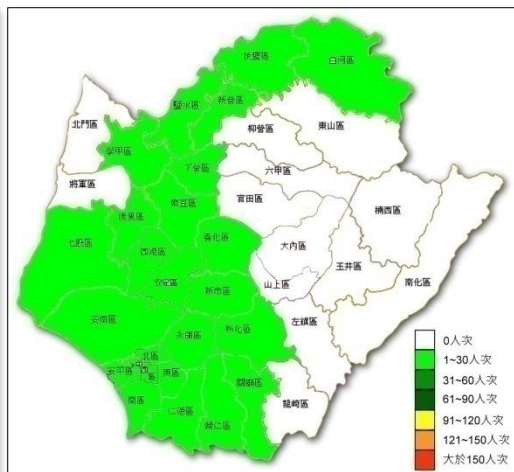 後壁區
白河區
新營區
鹽水區
北門區
柳營區
東山區
學甲區
下營區
六甲區
將軍區
官田區
楠西區
麻豆區
後里區
七股區
西港區
善化區
大內區
玉井區
安定區
山上區
南化區
新市區
安南區
左鎮區
永康區
新化區
北區
安平區
東區
關廟區
南區
仁德區
歸仁區
龍崎區
0人次
1~30人次
31~60人次
61~90人次
91~120人次
121~150人次
大於150人次